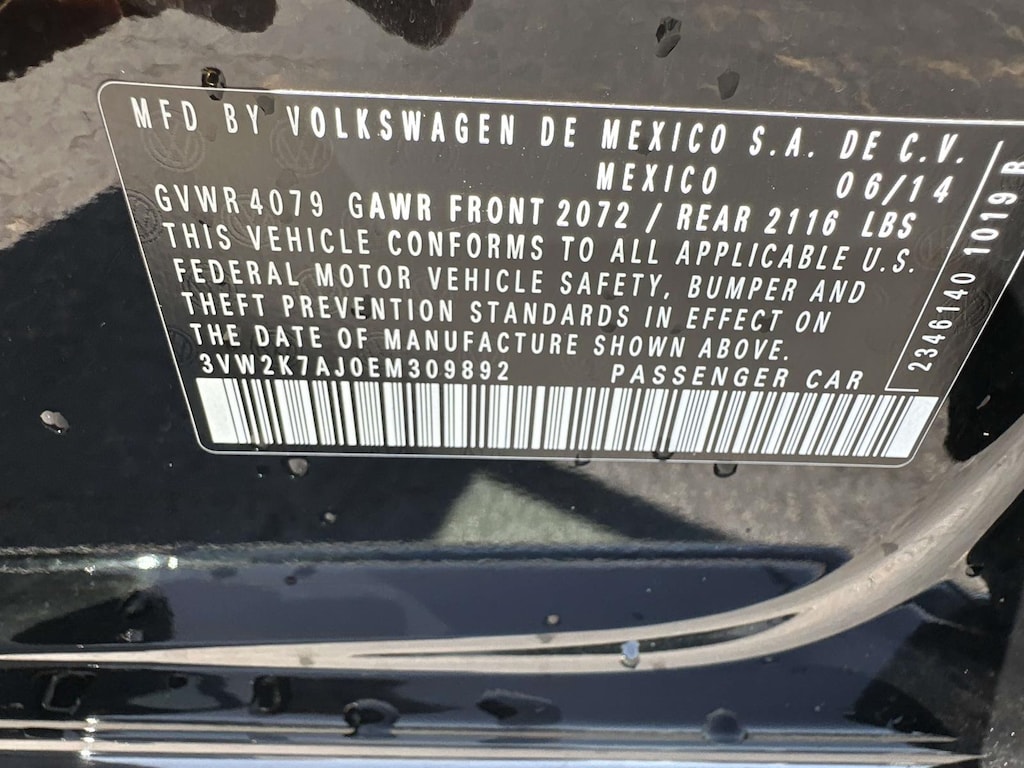 MFD BY VOLKSWAGEN DE MEXICO S.A. DE C.V.
MEXICO 06/14
GVWR 4079 GAWR FRONT 2072 / REAR 2116 LBS
THIS VEHICLE CONFORMS TO ALL APPLICABLE U.S.
FEDERAL MOTOR VEHICLE SAFETY, BUMPER AND
THEFT PREVENTION STANDARDS IN EFFECT ON
THE DATE OF MANUFACTURE SHOWN ABOVE.
3VW2K7AJ0EM309892 PASSENGER CAR
2346140 1019 R